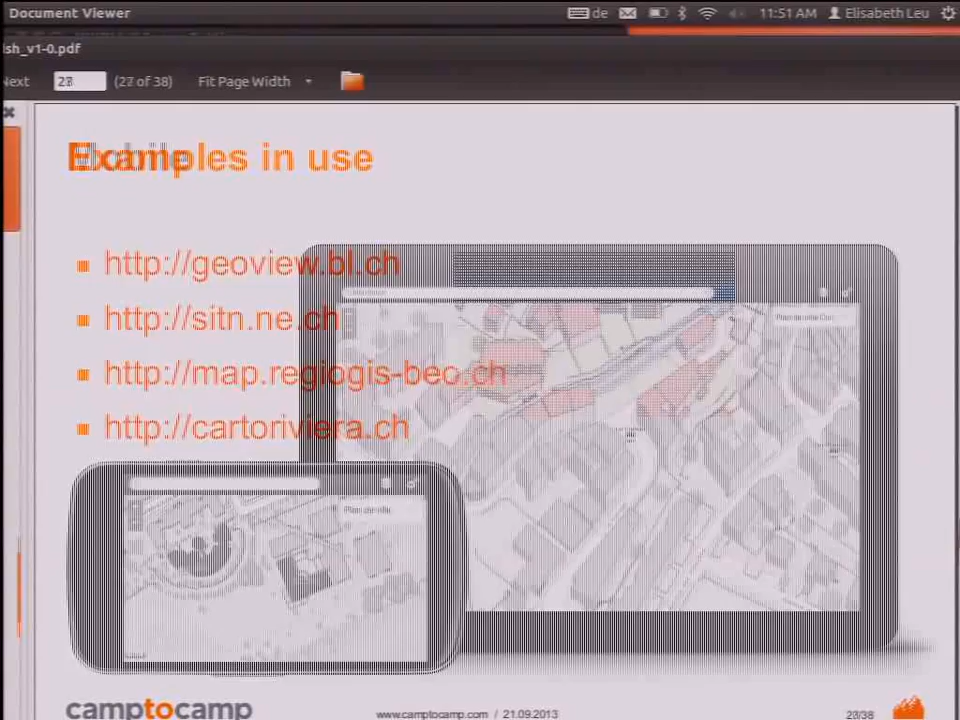 Document Viewer
de 11:51 AM Elisabeth Leu
ish_v1-0.pdf
Next (27 of 38) Fit Page Width
Examples in use
http://geoview.bl.ch
http://sitn.ne.ch
http://map.regiogis-beo.ch
http://cartoriviera.ch
camptocamp
www.camptocamp.com / 21.09.2013